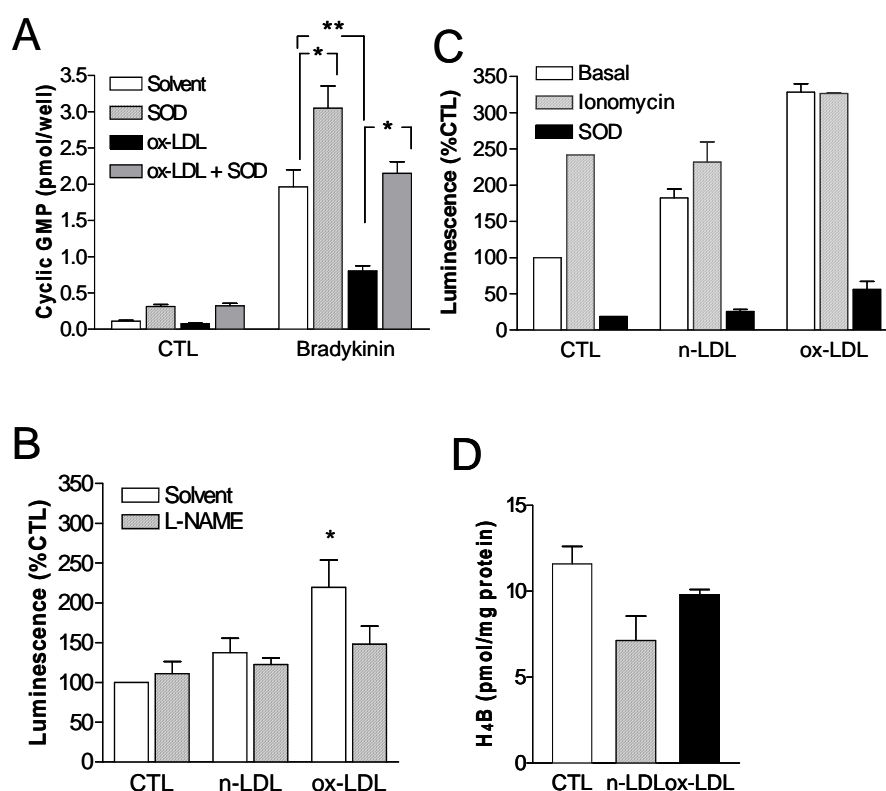 A
**
*
*
3.5
3.0
2.5
2.0
1.5
1.0
0.5
0.0
Cyclic GMP (pmol/well)
Solvent
SOD
ox-LDL
ox-LDL + SOD
CTL Bradykinin
C
350
300
250
200
150
100
50
0
Luminescence (%CTL)
Basal
Ionomycin
SOD
CTL n-LDL ox-LDL
B
350
300
250
200
150
100
50
0
Luminescence (%CTL)
Solvent
L-NAME
*
CTL n-LDL ox-LDL
D
15
10
5
0
H4B (pmol/mg protein)
CTL n-LDLox-LDL